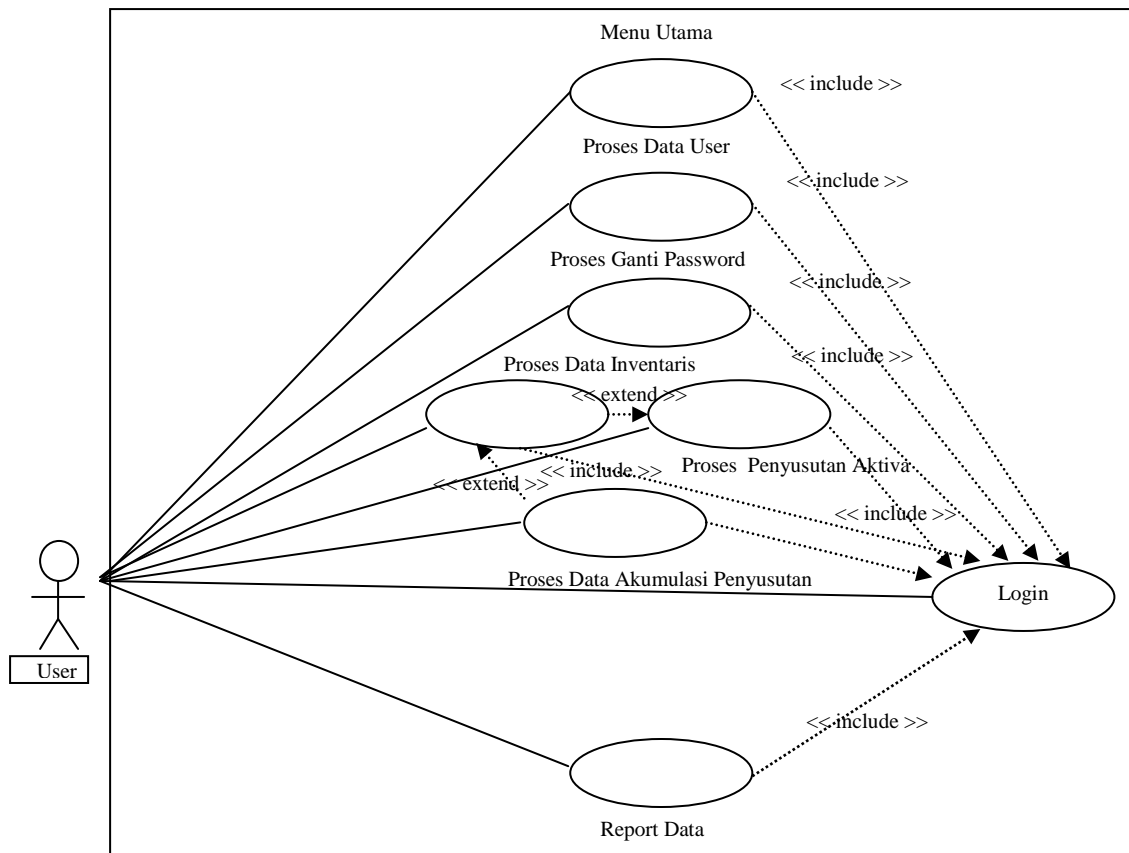 Menu Utama
<< include >>
Proses Data User
<< include >>
Proses Ganti Password
<< include >>
Proses Data Inventaris
<< include >>
<< extend >>
Proses Penyusutan Aktiva
<< include >>
<< extend >>
<< include >>
Proses Data Akumulasi Penyusutan
Login
User
<< include >>
Report Data